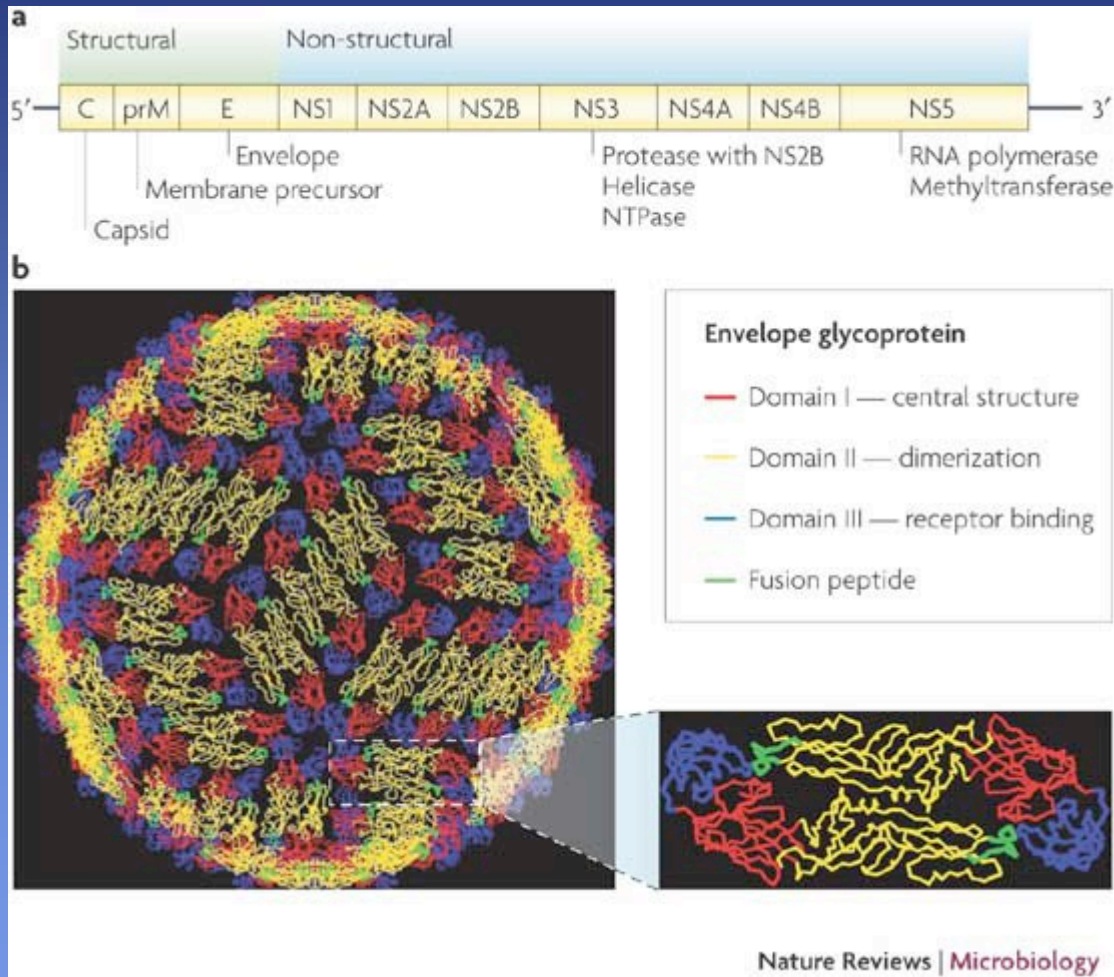 a
Structural Non-structural
5′ C prM E NS1 NS2A NS2B NS3 NS4A NS4B NS5 3′
Envelope Protease with NS2B RNA polymerase
Membrane precursor Helicase Methyltransferase
Capsid NTPase
b
Envelope glycoprotein
Domain I — central structure
Domain II — dimerization
Domain III — receptor binding
Fusion peptide
Nature Reviews | Microbiology